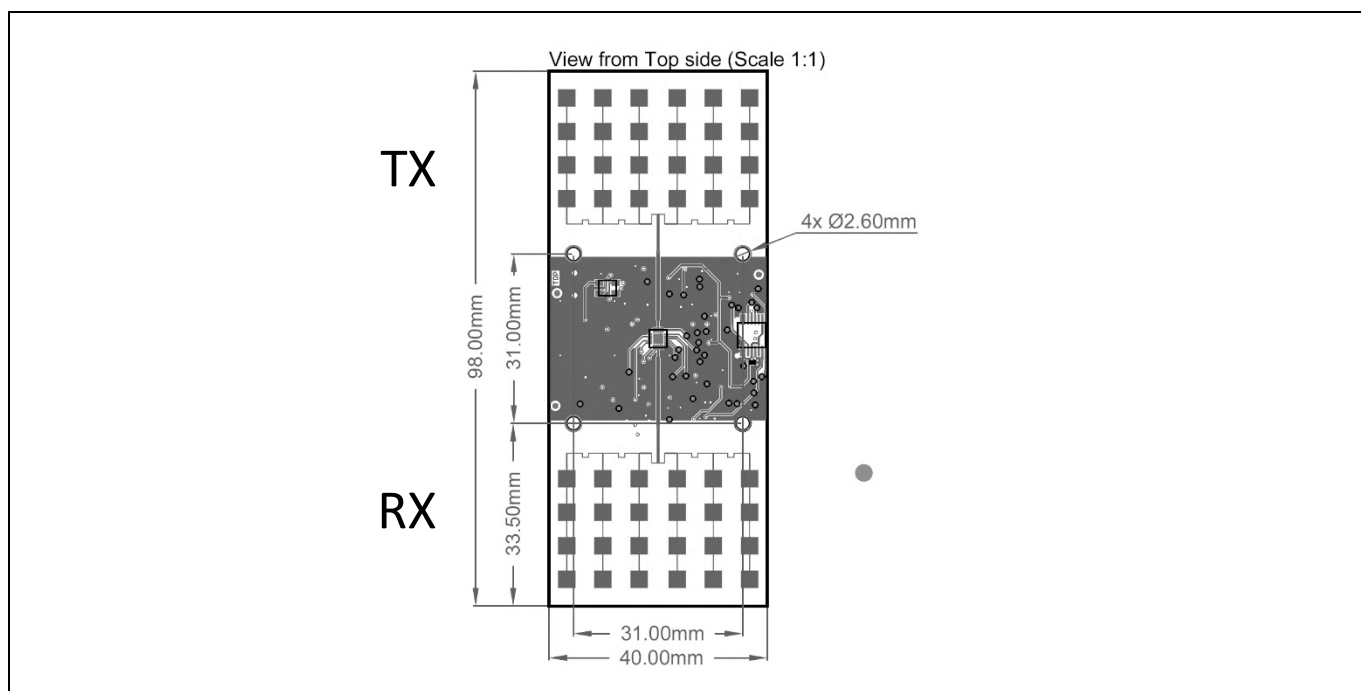 View from Top side (Scale 1:1)
TX
4x Ø2.60mm
TOP
98.00mm
31.00mm
33.50mm
RX
31.00mm
40.00mm